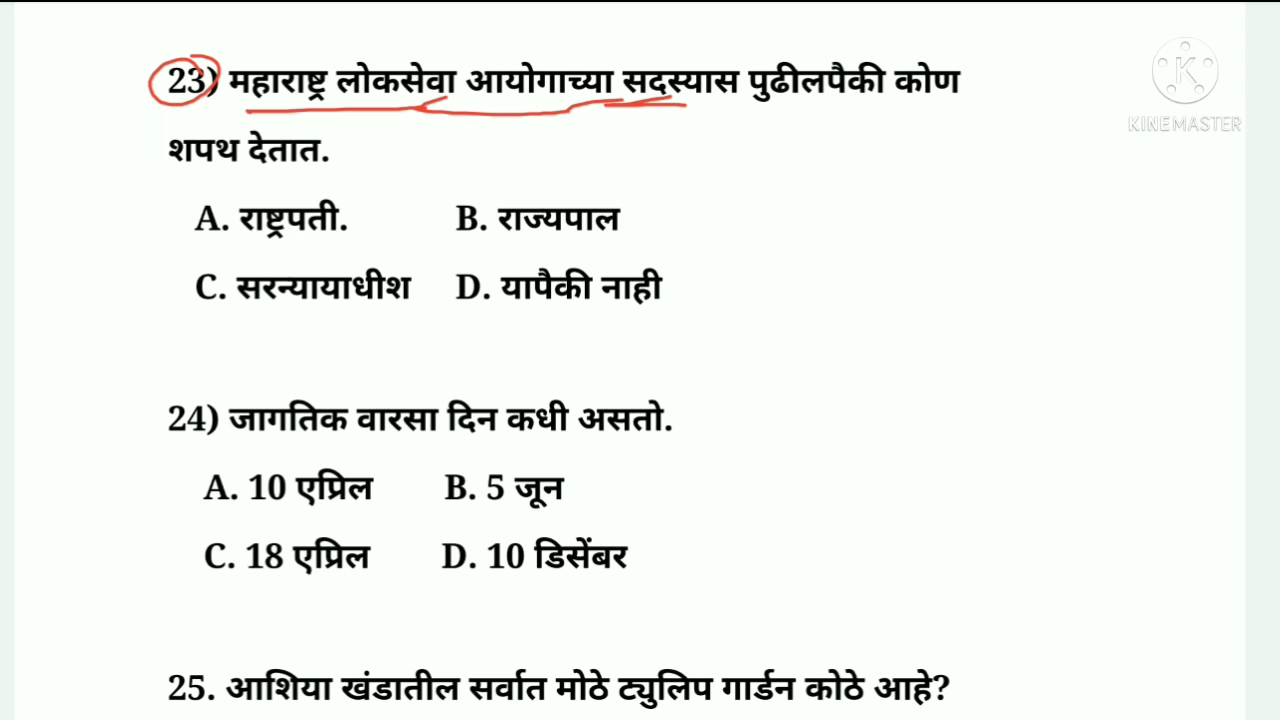 23) महाराष्ट्र लोकसेवा आयोगाच्या सदस्यास पुढीलपैकी कोण
शपथ देतात.
A. राष्ट्रपती. B. राज्यपाल
C. सरन्यायाधीश D. यापैकी नाही
24) जागतिक वारसा दिन कधी असतो.
A. 10 एप्रिल B. 5 जून
C. 18 एप्रिल D. 10 डिसेंबर
25. आशिया खंडातील सर्वात मोठे ट्युलिप गार्डन कोठे आहे?
K
KINEMASTER